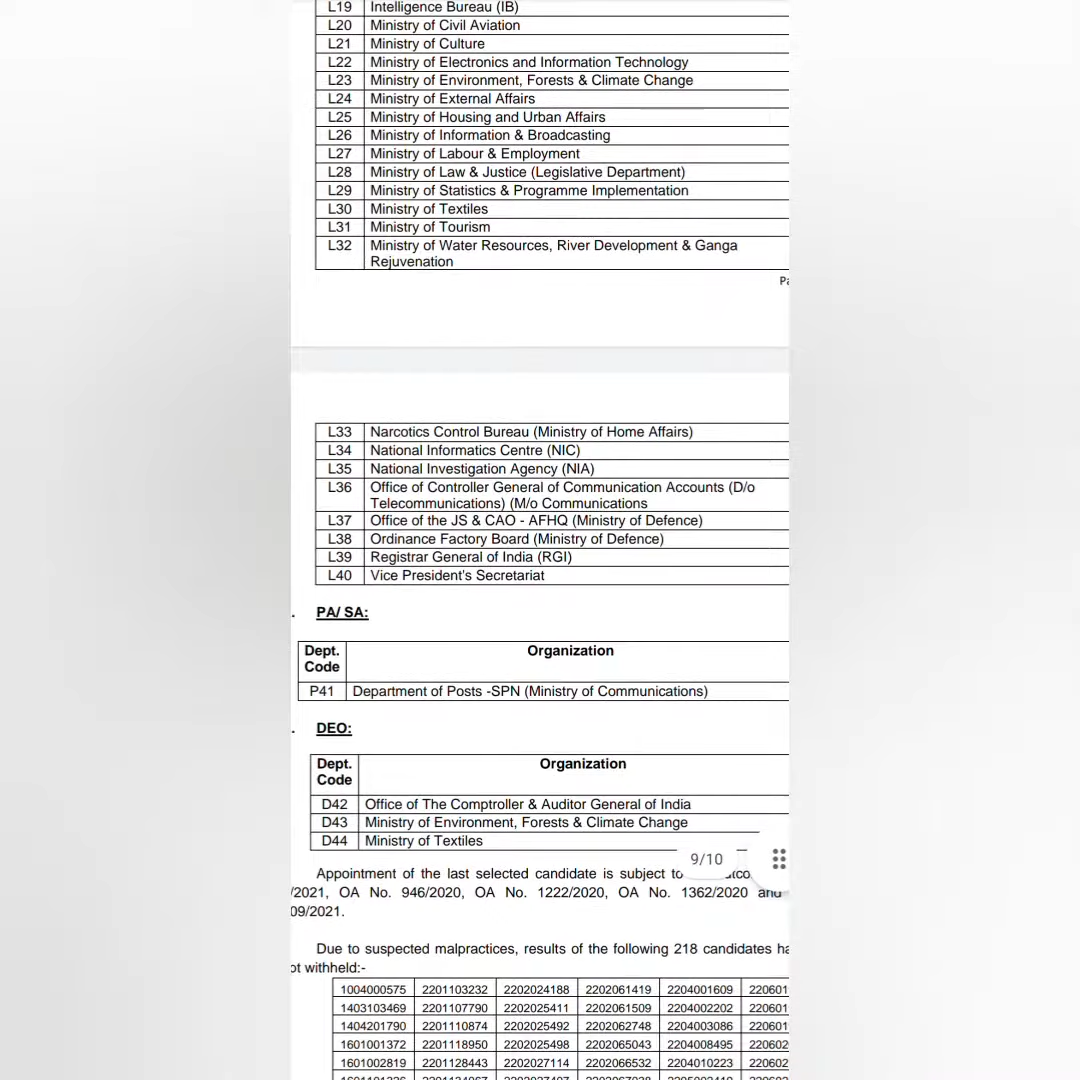 L19 Intelligence Bureau (IB)
L20 Ministry of Civil Aviation
L21 Ministry of Culture
L22 Ministry of Electronics and Information Technology
L23 Ministry of Environment, Forests & Climate Change
L24 Ministry of External Affairs
L25 Ministry of Housing and Urban Affairs
L26 Ministry of Information & Broadcasting
L27 Ministry of Labour & Employment
L28 Ministry of Law & Justice (Legislative Department)
L29 Ministry of Statistics & Programme Implementation
L30 Ministry of Textiles
L31 Ministry of Tourism
L32 Ministry of Water Resources, River Development & Ganga
Rejuvenation
L33 Narcotics Control Bureau (Ministry of Home Affairs)
L34 National Informatics Centre (NIC)
L35 National Investigation Agency (NIA)
L36 Office of Controller General of Communication Accounts (D/o
Telecommunications) (M/o Communications
L37 Office of the JS & CAO - AFHQ (Ministry of Defence)
L38 Ordinance Factory Board (Ministry of Defence)
L39 Registrar General of India (RGI)
L40 Vice President's Secretariat
. PA/ SA:
Dept. Organization
Code
P41 Department of Posts -SPN (Ministry of Communications)
. DEO:
Dept. Organization
Code
D42 Office of The Comptroller & Auditor General of India
D43 Ministry of Environment, Forests & Climate Change
D44 Ministry of Textiles
9/10
Appointment of the last selected candidate is subject to
/2021, OA No. 946/2020, OA No. 1222/2020, OA No. 1362/2020 and
09/2021.
Due to suspected malpractices, results of the following 218 candidates ha
ot withheld:-
1004000575 2201103232 2202024188 2202061419 2204001609 220601
1403103469 2201107790 2202025411 2202061509 2204002202 220601
1404201790 2201110874 2202025492 2202062748 2204003086 220601
1601001372 2201118950 2202025498 2202065043 2204008495 220602
1601002819 2201128443 2202027114 2202066532 2204010223 220602